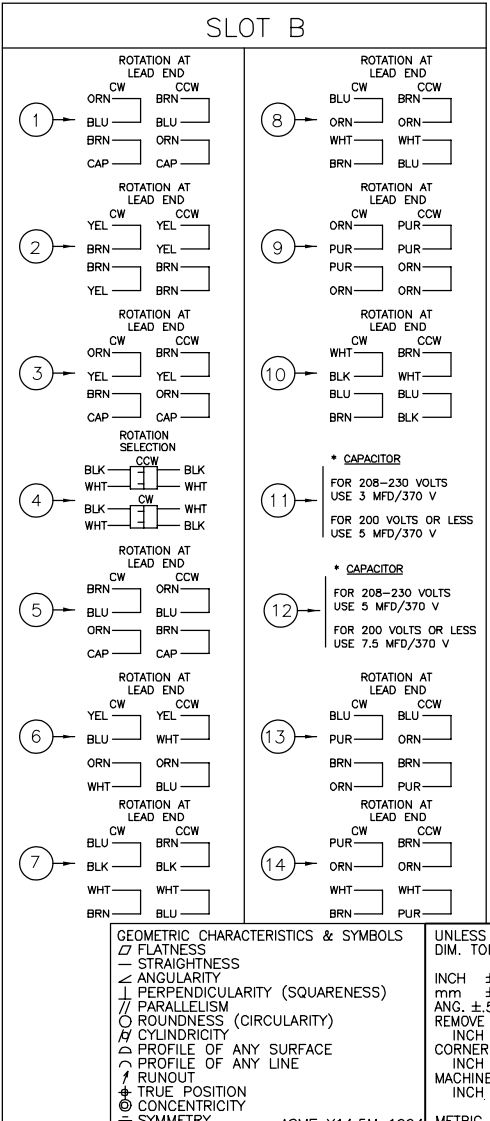 SLOT B
1
ROTATION AT
LEAD END
CW CCW
ORN BRN
BLU BLU
BRN ORN
CAP CAP
2
ROTATION AT
LEAD END
CW CCW
YEL YEL
BRN YEL
BRN BRN
YEL BRN
3
ROTATION AT
LEAD END
CW CCW
ORN BRN
YEL YEL
BRN ORN
CAP CAP
4
ROTATION
SELECTION
CCW
BLK BLK
WHT WHT
CW
BLK WHT
WHT BLK
5
ROTATION AT
LEAD END
CW CCW
BRN ORN
BLU BLU
ORN BRN
CAP CAP
6
ROTATION AT
LEAD END
CW CCW
YEL YEL
BLU WHT
ORN ORN
WHT BLU
7
ROTATION AT
LEAD END
CW CCW
BLU BRN
BLK BLK
WHT WHT
BRN BLU
8
ROTATION AT
LEAD END
CW CCW
BLU BRN
ORN ORN
WHT WHT
BRN BLU
9
ROTATION AT
LEAD END
CW CCW
ORN PUR
PUR PUR
PUR ORN
ORN ORN
10
ROTATION AT
LEAD END
CW CCW
WHT BRN
BLK WHT
BLU BLU
BRN BLK
11
* CAPACITOR
FOR 208-230 VOLTS
USE 3 MFD/370 V
FOR 200 VOLTS OR LESS
USE 5 MFD/370 V
12
* CAPACITOR
FOR 208-230 VOLTS
USE 5 MFD/370 V
FOR 200 VOLTS OR LESS
USE 7.5 MFD/370 V
13
ROTATION AT
LEAD END
CW CCW
BLU BLU
PUR ORN
BRN BRN
ORN PUR
14
ROTATION AT
LEAD END
CW CCW
PUR BRN
ORN ORN
WHT WHT
BRN PUR
GEOMETRIC CHARACTERISTICS & SYMBOLS
FLATNESS
STRAIGHTNESS
ANGULARITY
PERPENDICULARITY (SQUARENESS)
PARALLELISM
ROUNDNESS (CIRCULARITY)
CYLINDRICITY
PROFILE OF ANY SURFACE
PROFILE OF ANY LINE
RUNOUT
TRUE POSITION
CONCENTRICITY
SYMMETRY
UNLESS
INCH ±
mm ±
REMOVE
INCH
CORNER
INCH
MACHINE
INCH
METRIC